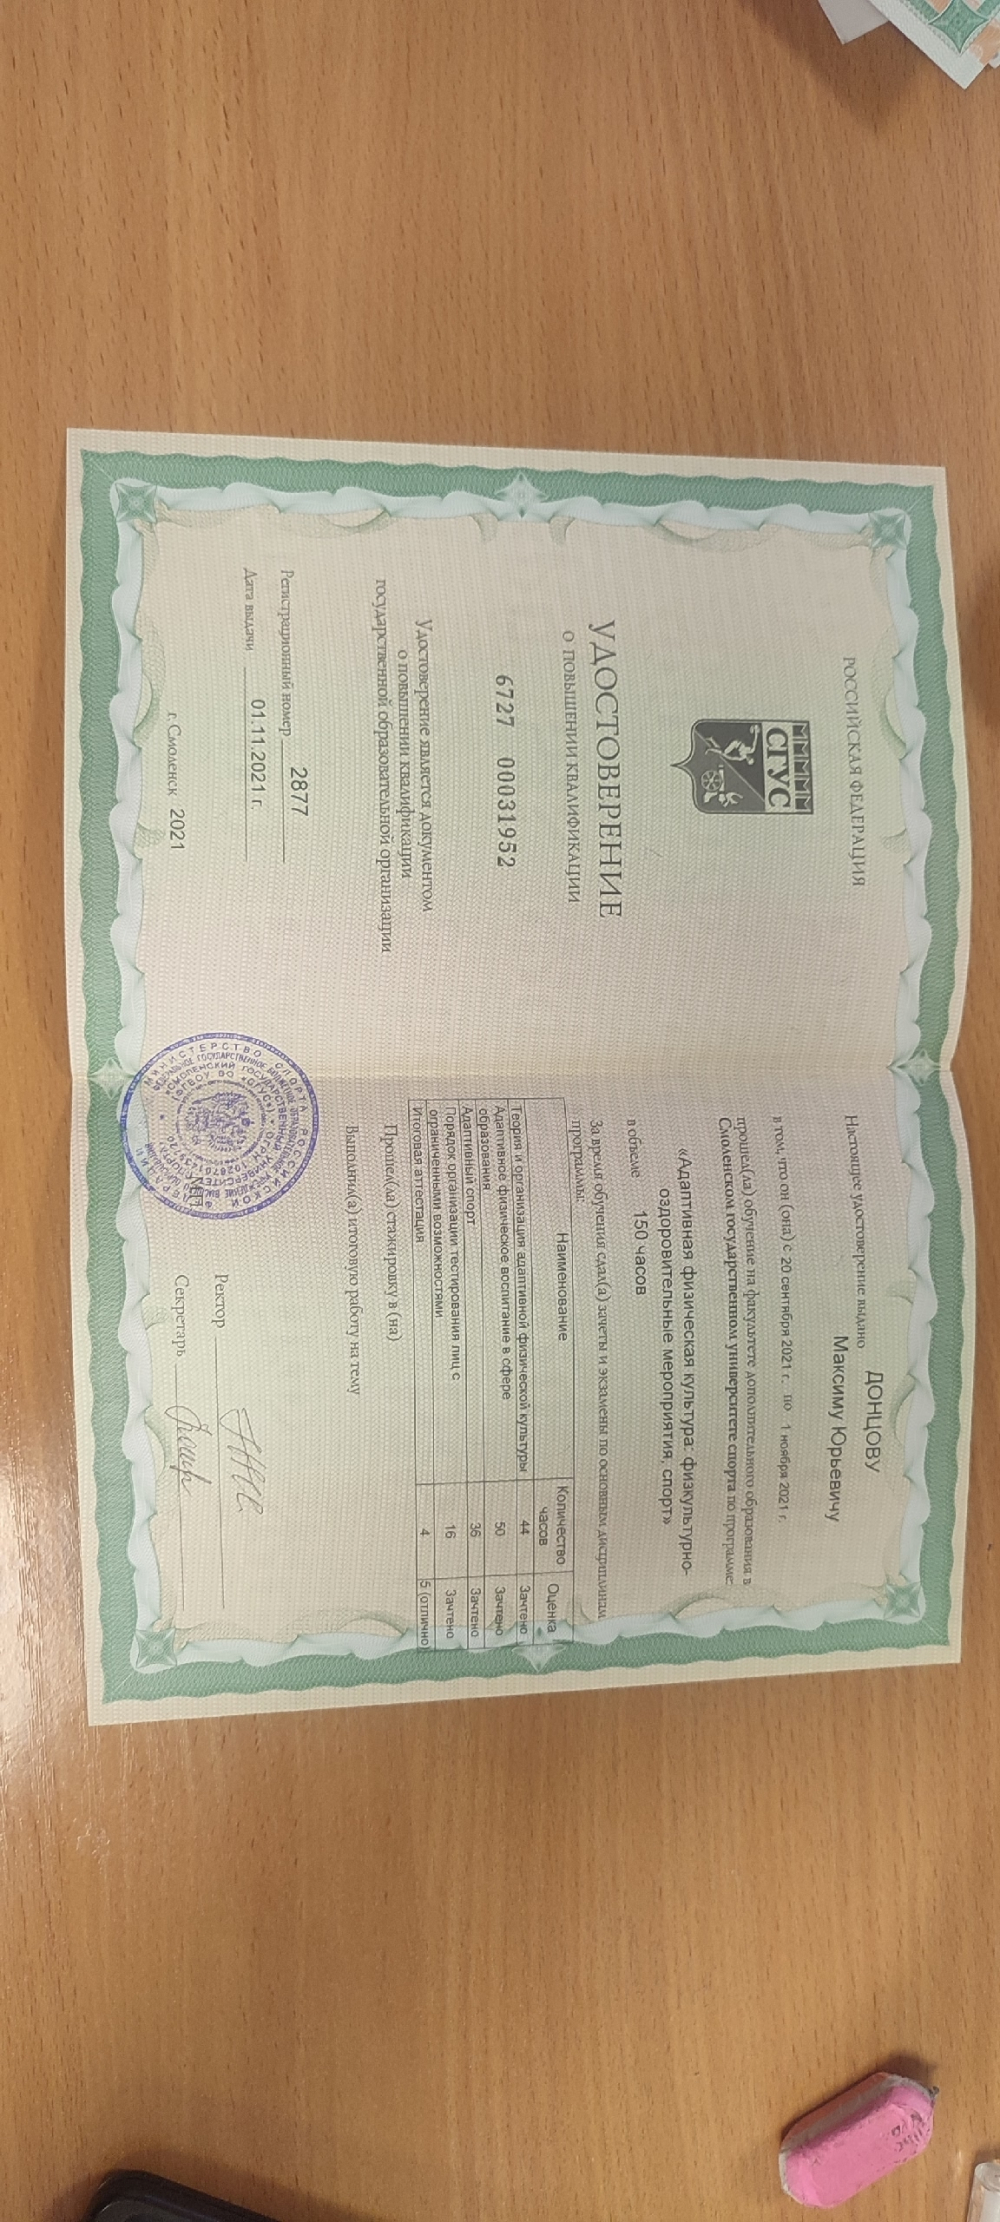 РОССИЙСКАЯ ФЕДЕРАЦИЯ
СГУС
УДОСТОВЕРЕНИЕ
О ПОВЫШЕНИИ КВАЛИФИКАЦИИ
6727 00031952
Удостоверение является документом
о повышении квалификации
государственной образовательной организации
Регистрационный номер 2877
Дата выдачи 01.11.2021 г.
г. Смоленск 2021
ДОНЦОВУ
Настоящее удостоверение выдано
Максиму Юрьевичу
в том, что он (она) с 20 сентября 2021 г. по 1 ноября 2021 г.
прошел(ла) обучение на факультете дополнительного образования в
Смоленском государственном университете спорта по программе:
«Адаптивная физическая культура: физкультурно-
оздоровительные мероприятия, спорт»
в объеме 150 часов
За время обучения сдал(а) зачеты и экзамены по основным дисциплинам
программы:
Наименование Количество часов Оценка
Теория и организация адаптивной физической культуры 44 Зачтено
Адаптивное физическое воспитание в сфере образования 50 Зачтено
Адаптивный спорт 36 Зачтено
Порядок организации тестирования лиц с ограниченными возможностями 16 Зачтено
Итоговая аттестация 4 5 (отлично)
Прошел(ла) стажировку в (на)
Выполнил(а) итоговую работу на тему
Ректор
Секретарь
МП
МИНИСТЕРСТВО СПОРТА РОССИЙСКОЙ